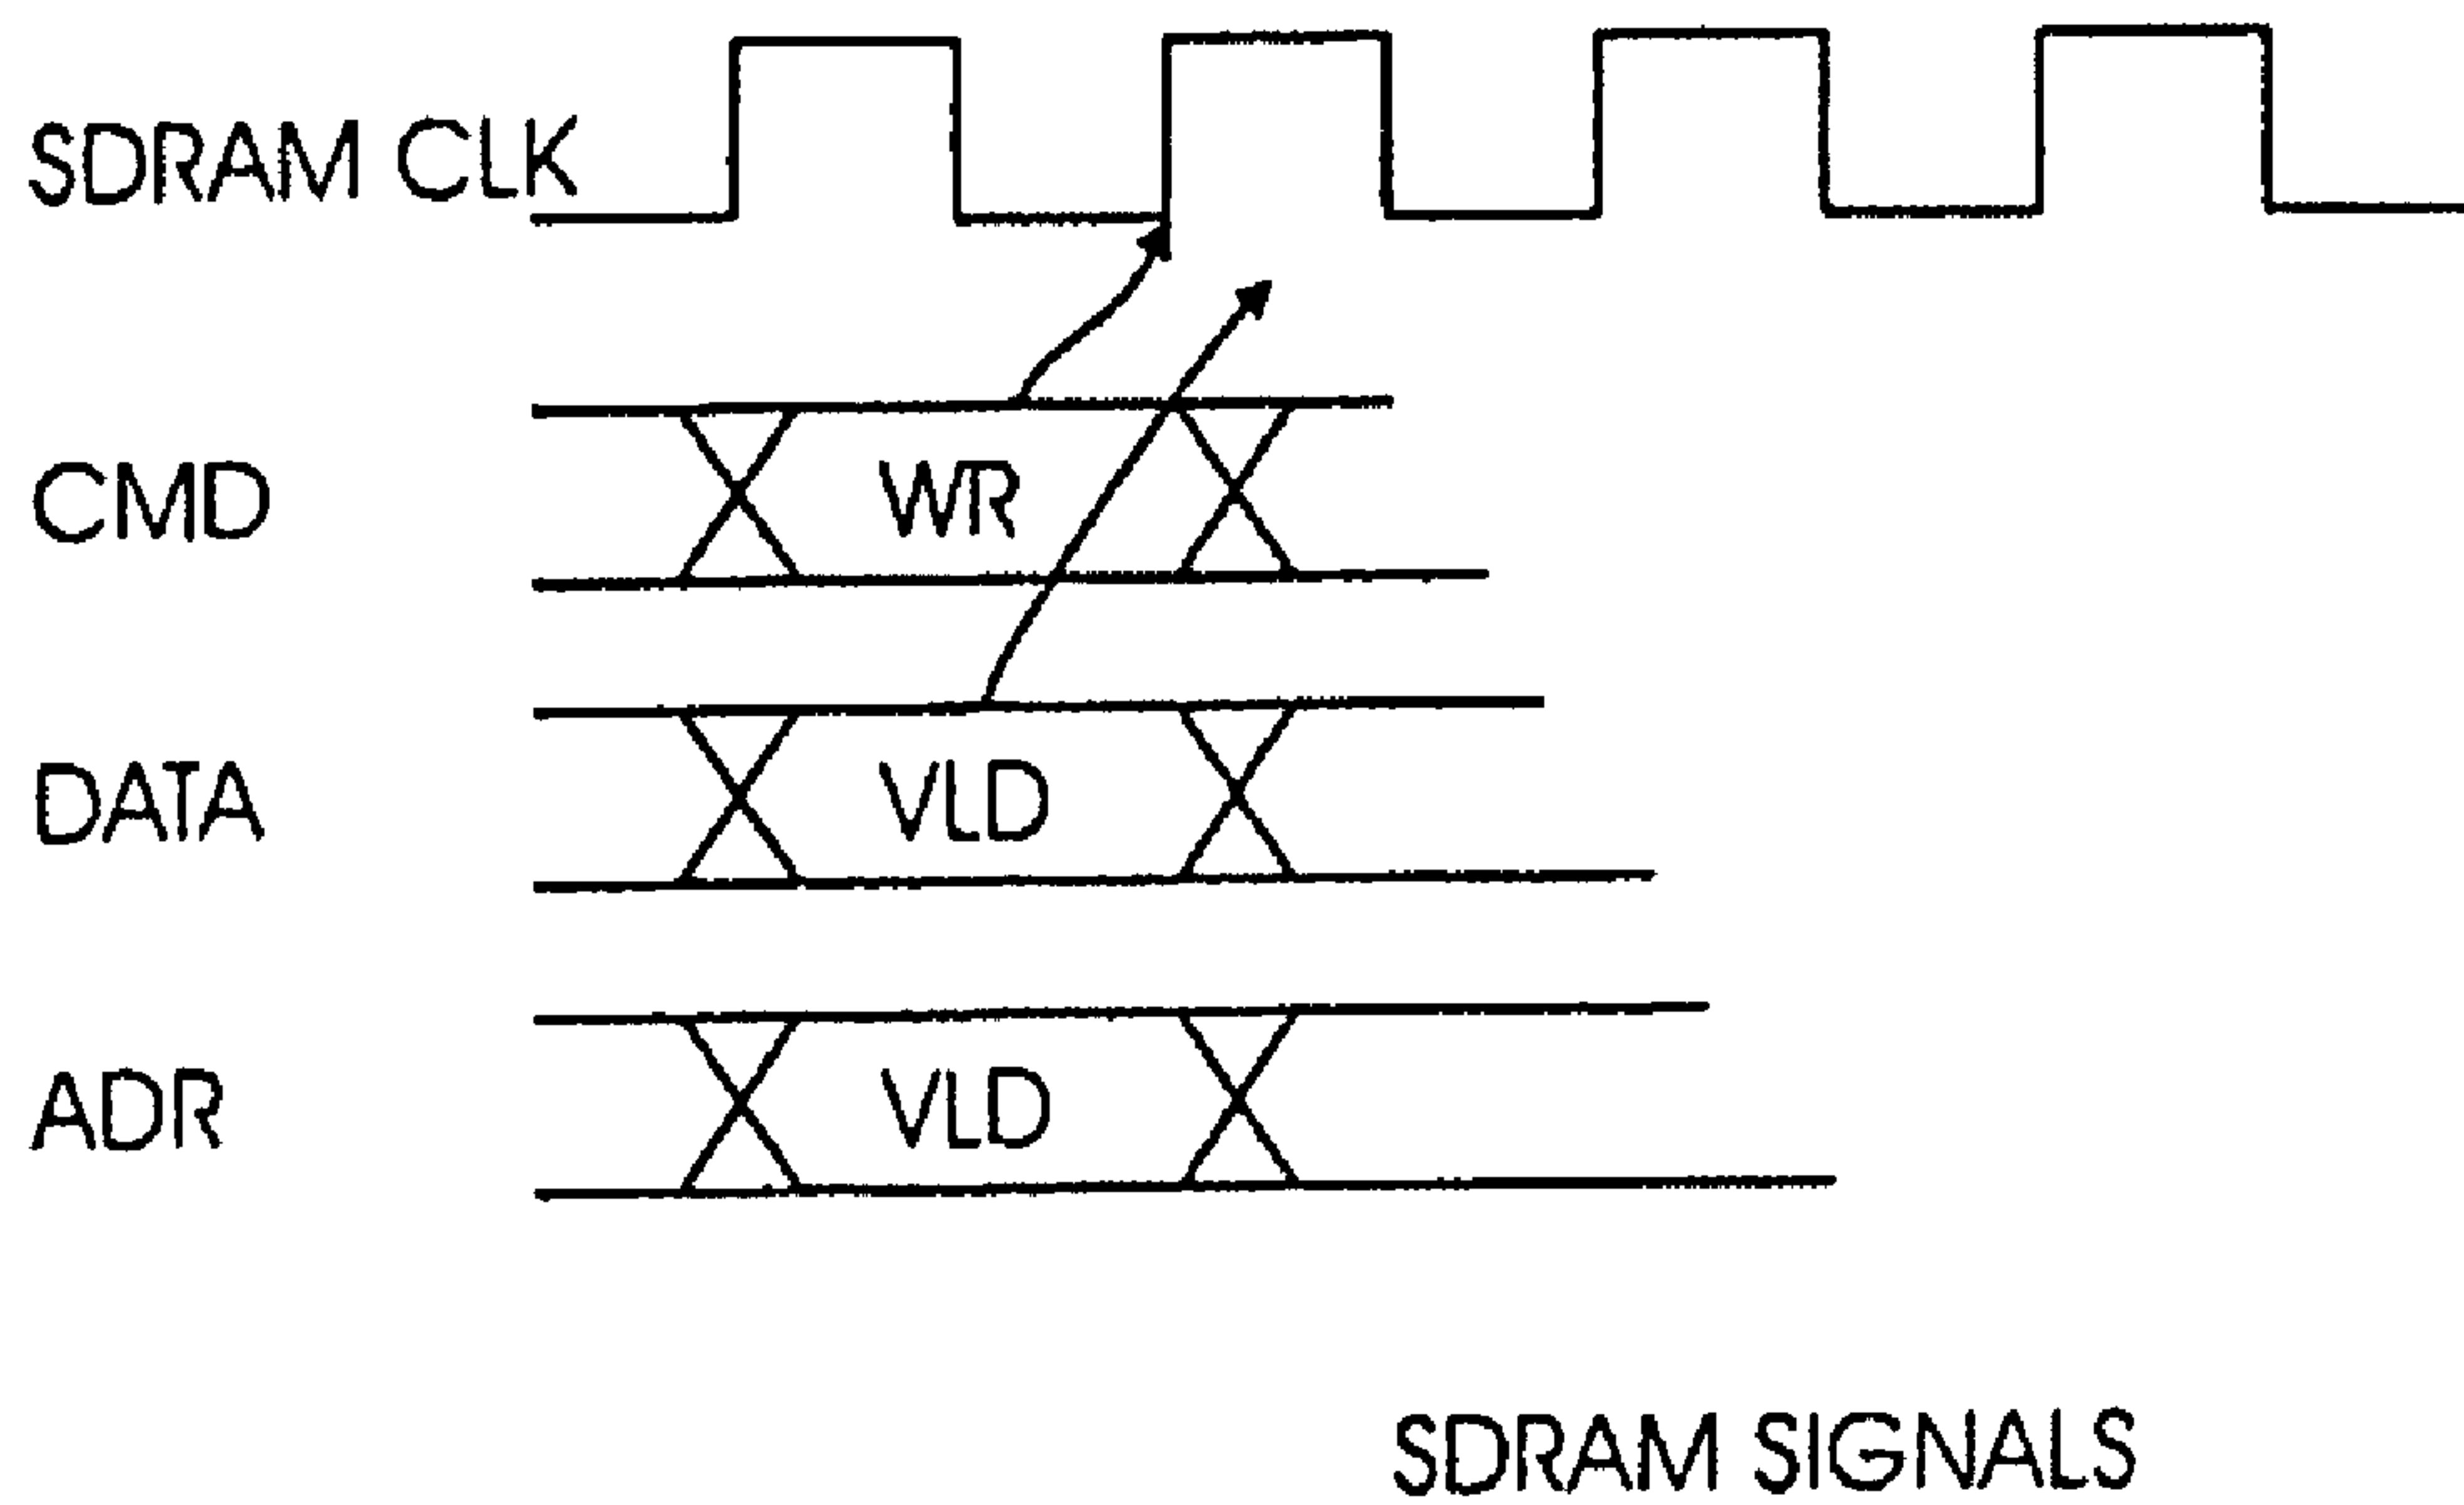 SDRAM CLK
CMD
WR
DATA
VLD
ADR
VLD
SDRAM SIGNALS